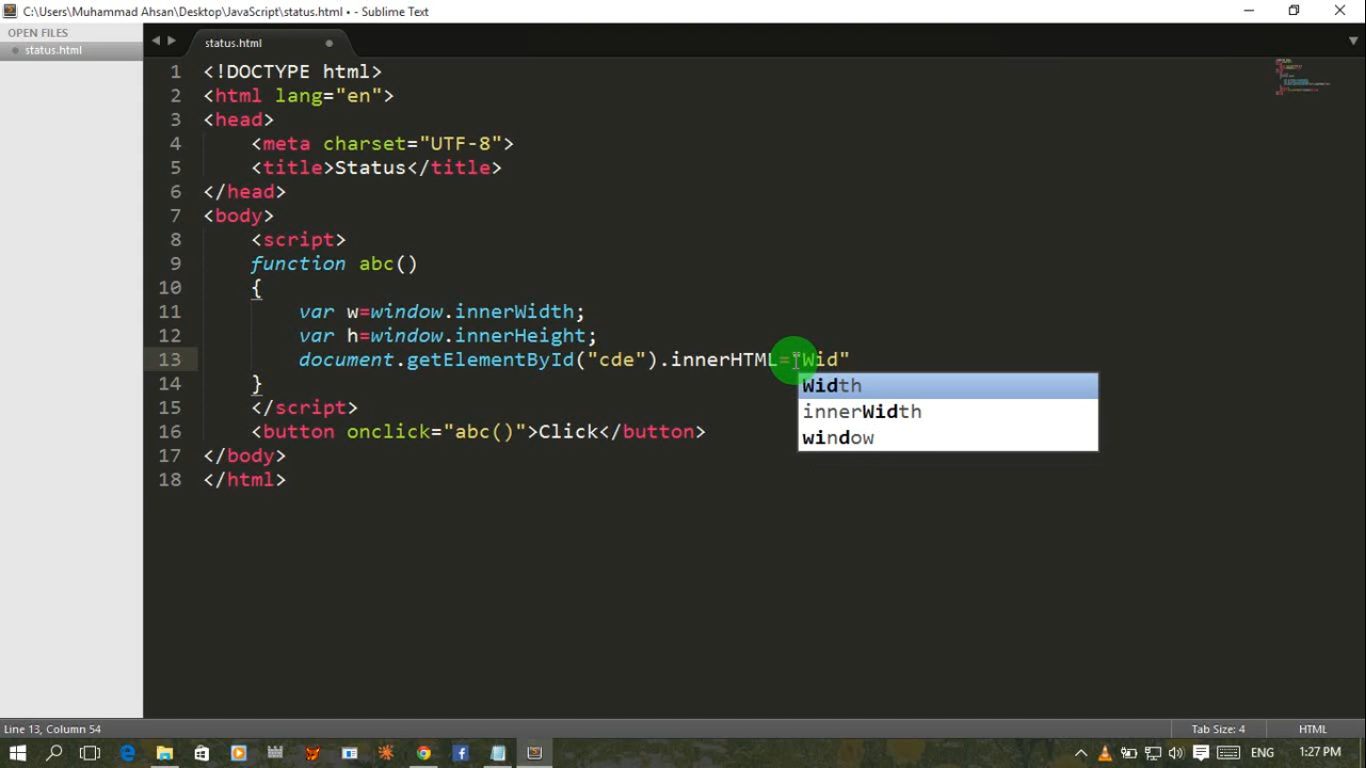 C:\Users\Muhammad Ahsan\Desktop\JavaScript\status.html • - Sublime Text
OPEN FILES
status.html
status.html
1 <!DOCTYPE html>
2 <html lang="en">
3 <head>
4 <meta charset="UTF-8">
5 <title>Status</title>
6 </head>
7 <body>
8 <script>
9 function abc()
10 {
11 var w=window.innerWidth;
12 var h=window.innerHeight;
13 document.getElementById("cde").innerHTML="Wid"
Width
innerWidth
window
14 }
15 </script>
16 <button onclick="abc()">Click</button>
17 </body>
18 </html>
Line 13, Column 54
Tab Size: 4
HTML
ENG
1:27 PM